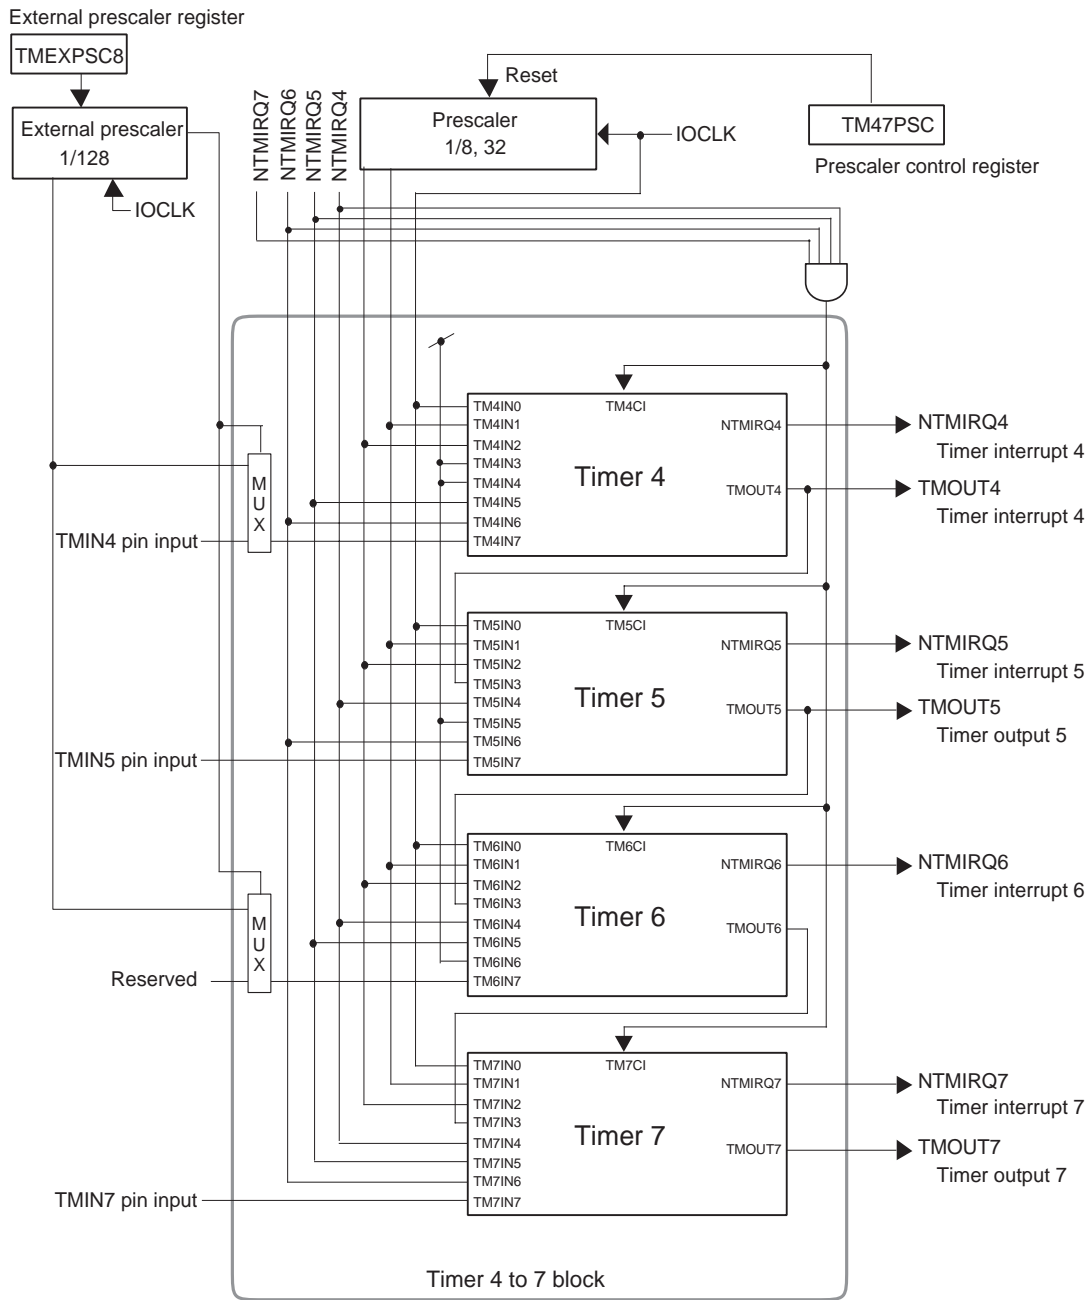 External prescaler register
TMEXPSC8
External prescaler
1/128
IOCLK
NTMIRQ7
NTMIRQ6
NTMIRQ5
NTMIRQ4
Reset
Prescaler
1/8, 32
IOCLK
TM47PSC
Prescaler control register
TM4IN0
TM4IN1
TM4IN2
TM4IN3
TM4IN4
TM4IN5
TM4IN6
TM4IN7
TM4CI
Timer 4
NTMIRQ4
TMOUT4
NTMIRQ4
Timer interrupt 4
TMOUT4
Timer interrupt 4
MUX
TMIN4 pin input
TM5IN0
TM5IN1
TM5IN2
TM5IN3
TM5IN4
TM5IN5
TM5IN6
TM5IN7
TM5CI
Timer 5
NTMIRQ5
TMOUT5
NTMIRQ5
Timer interrupt 5
TMOUT5
Timer output 5
TMIN5 pin input
TM6IN0
TM6IN1
TM6IN2
TM6IN3
TM6IN4
TM6IN5
TM6IN6
TM6IN7
TM6CI
Timer 6
NTMIRQ6
TMOUT6
NTMIRQ6
Timer interrupt 6
MUX
Reserved
TM7IN0
TM7IN1
TM7IN2
TM7IN3
TM7IN4
TM7IN5
TM7IN6
TM7IN7
TM7CI
Timer 7
NTMIRQ7
TMOUT7
NTMIRQ7
Timer interrupt 7
TMOUT7
Timer output 7
TMIN7 pin input
Timer 4 to 7 block